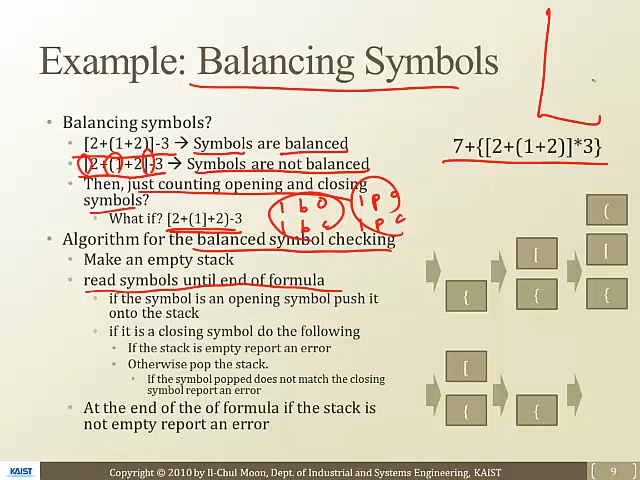 Example: Balancing Symbols
Balancing symbols?
[2+(1+2)]-3 → Symbols are balanced
[2+(1+2]-3 → Symbols are not balanced
Then, just counting opening and closing
symbols?
What if? [2+(1]+2)-3
Algorithm for the balanced symbol checking
Make an empty stack
read symbols until end of formula
if the symbol is an opening symbol push it
onto the stack
if it is a closing symbol do the following
If the stack is empty report an error
Otherwise pop the stack.
If the symbol popped does not match the closing
symbol report an error
At the end of the of formula if the stack is
not empty report an error
7+{[2+(1+2)]*3}
(
[ [
{ { {
[
{ {
1 b o
1 b c
1 p o
1 p c
KAIST
Copyright © 2010 by Il-Chul Moon, Dept. of Industrial and Systems Engineering, KAIST
9